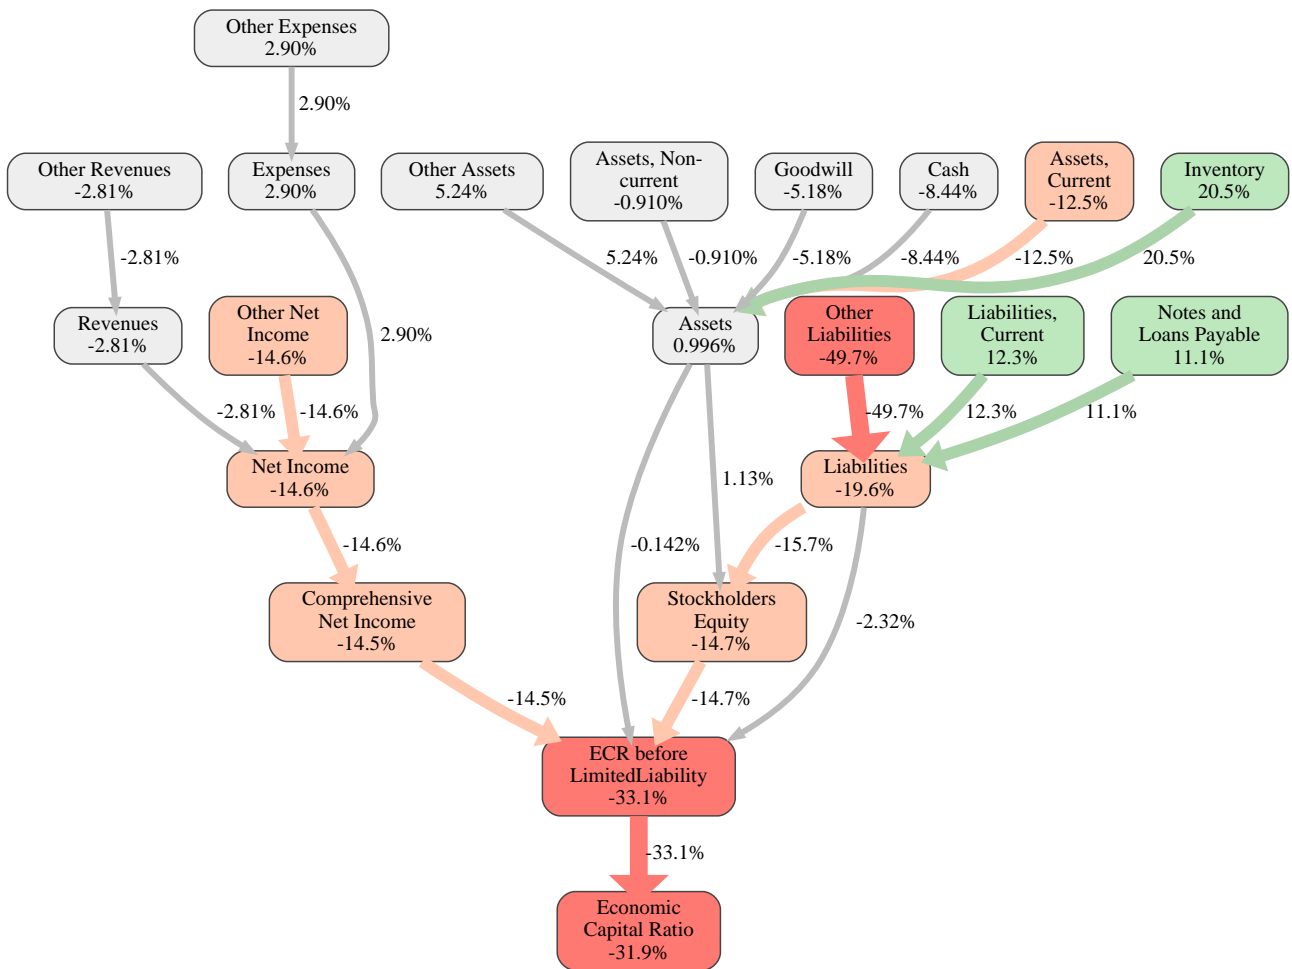 Other Expenses
2.90%
2.90%
Other Revenues
-2.81%
Expenses
2.90%
Other Assets
5.24%
Assets, Non-
current
-0.910%
Goodwill
-5.18%
Cash
-8.44%
Assets,
Current
-12.5%
Inventory
20.5%
-2.81%
2.90%
5.24%
-0.910%
-5.18%
-8.44%
-12.5%
20.5%
Revenues
-2.81%
Other Net
Income
-14.6%
Assets
0.996%
Other
Liabilities
-49.7%
Liabilities,
Current
12.3%
Notes and
Loans Payable
11.1%
-2.81%
-14.6%
-49.7%
12.3%
11.1%
Net Income
-14.6%
1.13%
Liabilities
-19.6%
-14.6%
-0.142%
-15.7%
-2.32%
Comprehensive
Net Income
-14.5%
Stockholders
Equity
-14.7%
-14.5%
-14.7%
ECR before
LimitedLiability
-33.1%
-33.1%
Economic
Capital Ratio
-31.9%